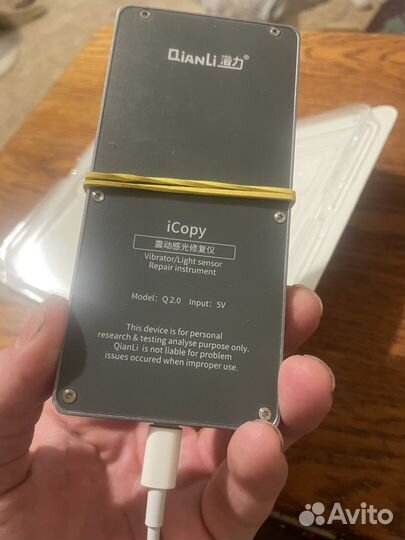 QIANLI 潜力®
iCopy
震动感光修复仪
Vibrator/Light sensor
Repair instrument
Model: Q 2.0 Input: 5V
This device is for personal
research & testing analyse purpose only.
QianLi is not liable for problem
issues occured when improper use.
Avito